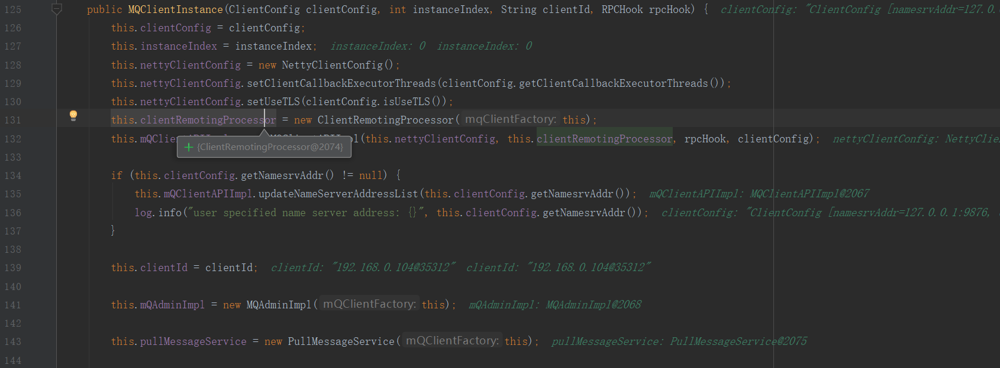 125 public MQClientInstance(ClientConfig clientConfig, int instanceIndex, String clientId, RPCHook rpcHook) { clientConfig: "ClientConfig [namesrvAddr=127.0.
126 this.clientConfig = clientConfig;
127 this.instanceIndex = instanceIndex; instanceIndex: 0 instanceIndex: 0
128 this.nettyClientConfig = new NettyClientConfig();
129 this.nettyClientConfig.setClientCallbackExecutorThreads(clientConfig.getClientCallbackExecutorThreads());
130 this.nettyClientConfig.setUseTLS(clientConfig.isUseTLS());
131 this.clientRemotingProcessor = new ClientRemotingProcessor( mqClientFactory: this);
132 this.mQClientAPIImpl(this.nettyClientConfig, this.clientRemotingProcessor, rpcHook, clientConfig); nettyClientConfig: NettyClie
+ {ClientRemotingProcessor@2074}
133
134 if (this.clientConfig.getNamesrvAddr() != null) {
135 this.mQClientAPIImpl.updateNameServerAddressList(this.clientConfig.getNamesrvAddr()); mQClientAPIImpl: MQClientAPIImpl@2067
136 log.info("user specified name server address: {}", this.clientConfig.getNamesrvAddr()); clientConfig: "ClientConfig [namesrvAddr=127.0.0.1:9876,
137 }
138
139 this.clientId = clientId; clientId: "192.168.0.104@35312" clientId: "192.168.0.104@35312"
140
141 this.mQAdminImpl = new MQAdminImpl( mQClientFactory: this); mQAdminImpl: MQAdminImpl@2068
142
143 this.pullMessageService = new PullMessageService( mQClientFactory: this); pullMessageService: PullMessageService@2075
144